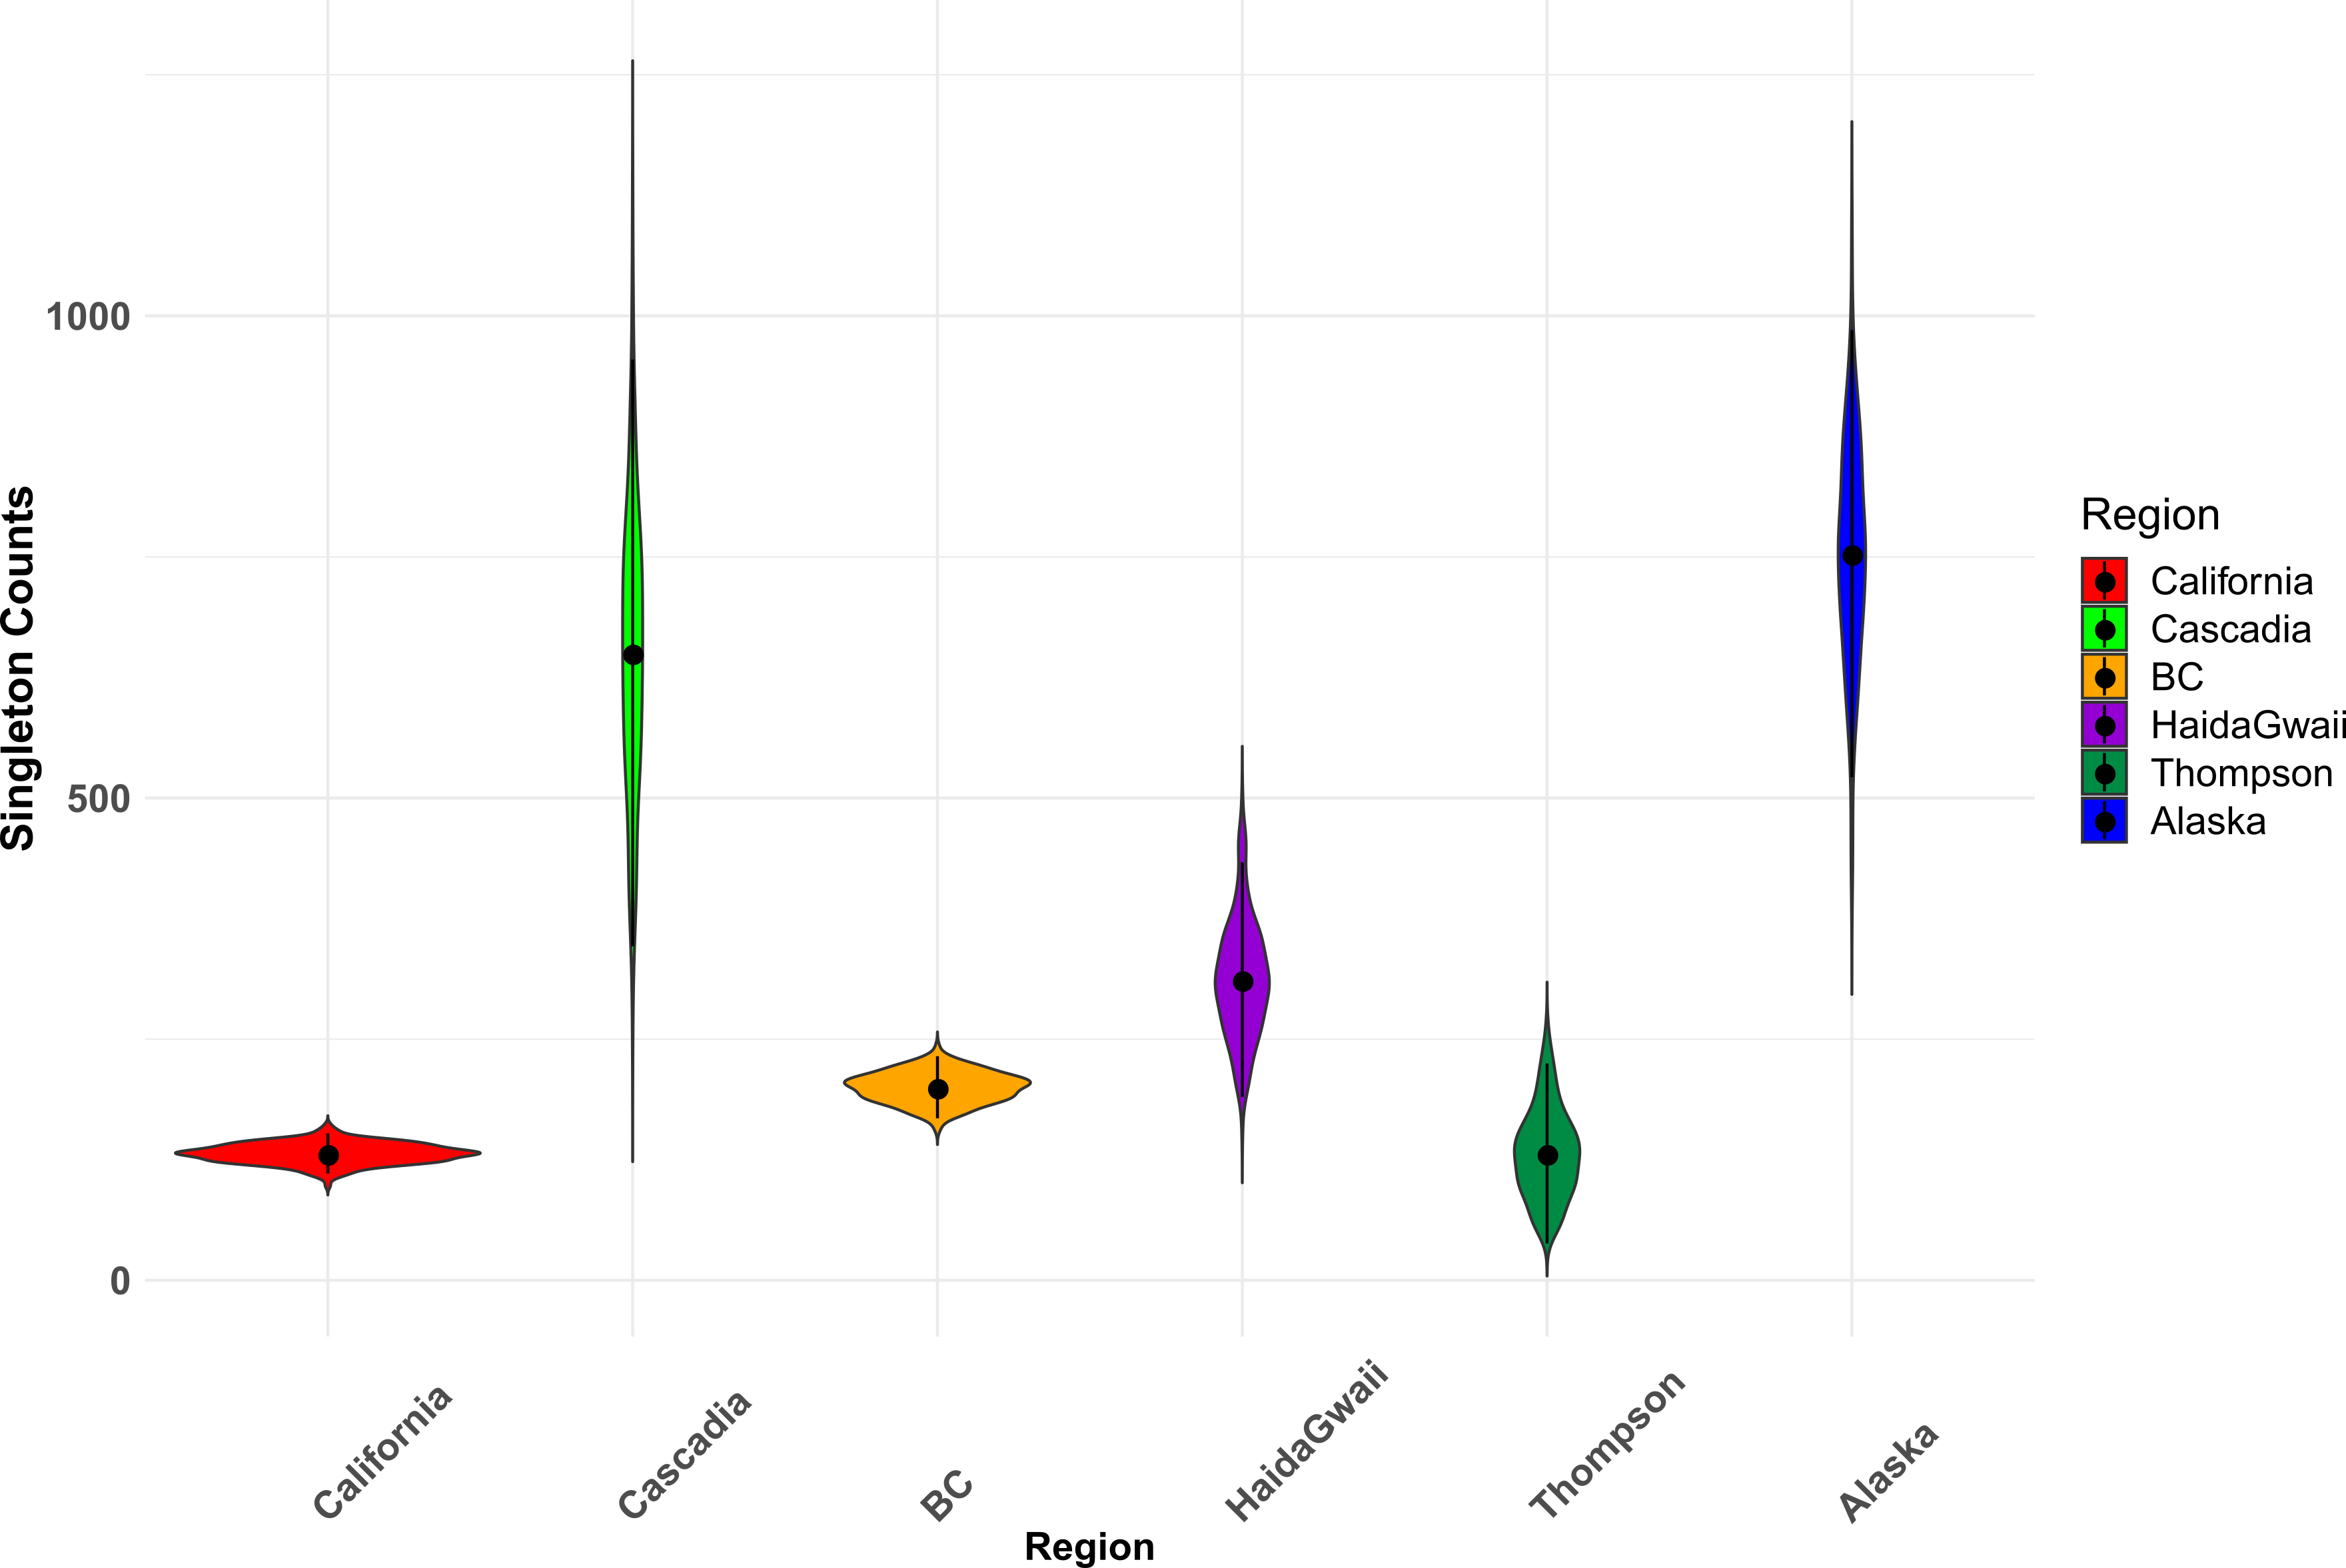 Singleton Counts
1000
500
0
California
Cascadia
BC
HaidaGwaii
Thompson
Alaska
Region
Region
California
Cascadia
BC
HaidaGwaii
Thompson
Alaska